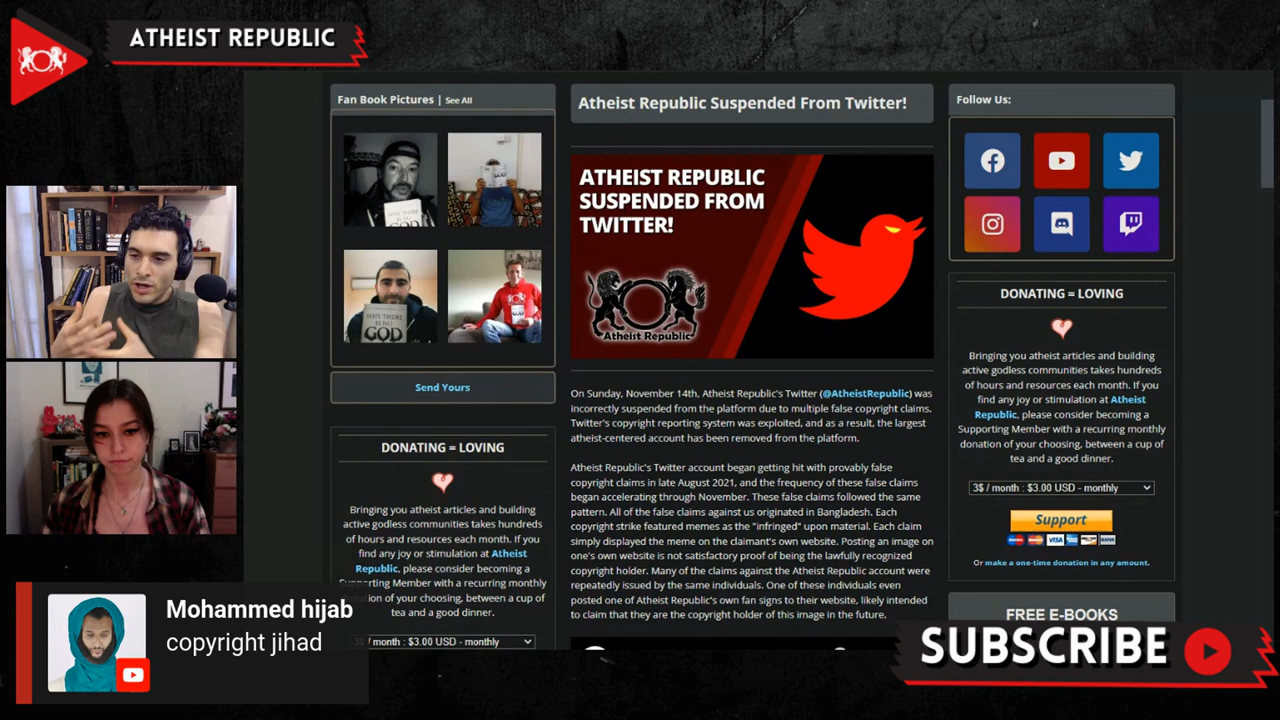 ATHEIST REPUBLIC
Fan Book Pictures | See All
Send Yours
DONATING = LOVING
Bringing you atheist articles and building
active godless communities takes hundreds
of hours and resources each month. If you
find any joy or stimulation at Atheist
Republic, please consider becoming a
Supporting Member with a recurring monthly
donation of your choosing, between a cup of
tea and a good dinner.
3$ / month : $3.00 USD - monthly
Atheist Republic Suspended From Twitter!
ATHEIST REPUBLIC
SUSPENDED FROM
TWITTER!
Atheist Republic
On Sunday, November 14th, Atheist Republic's Twitter (@AtheistRepublic) was
incorrectly suspended from the platform due to multiple false copyright claims.
Twitter's copyright reporting system was exploited, and as a result, the largest
atheist-centered account has been removed from the platform.
Atheist Republic's Twitter account began getting hit with provably false
copyright claims in late August 2021, and the frequency of these false claims
began accelerating through November. These false claims followed the same
pattern. All of the false claims against us originated in Bangladesh. Each
copyright strike featured memes as the "infringed" upon material. Each claim
simply displayed the meme on the claimant's own website. Posting an image on
one's own website is not satisfactory proof of being the lawfully recognized
copyright holder. Many of the claims against the Atheist Republic account were
repeatedly issued by the same individuals. One of these individuals even
posted one of Atheist Republic's own fan signs to their website, likely intended
to claim that they are the copyright holder of this image in the future.
Follow Us:
DONATING = LOVING
Bringing you atheist articles and building
active godless communities takes hundreds
of hours and resources each month. If you
find any joy or stimulation at Atheist
Republic, please consider becoming a
Supporting Member with a recurring monthly
donation of your choosing, between a cup of
tea and a good dinner.
3$ / month : $3.00 USD - monthly
Support
VISA
Or make a one-time donation in any amount.
FREE E-BOOKS
WHY THERE
IS NO
GOD
Mohammed hijab
copyright jihad
SUBSCRIBE